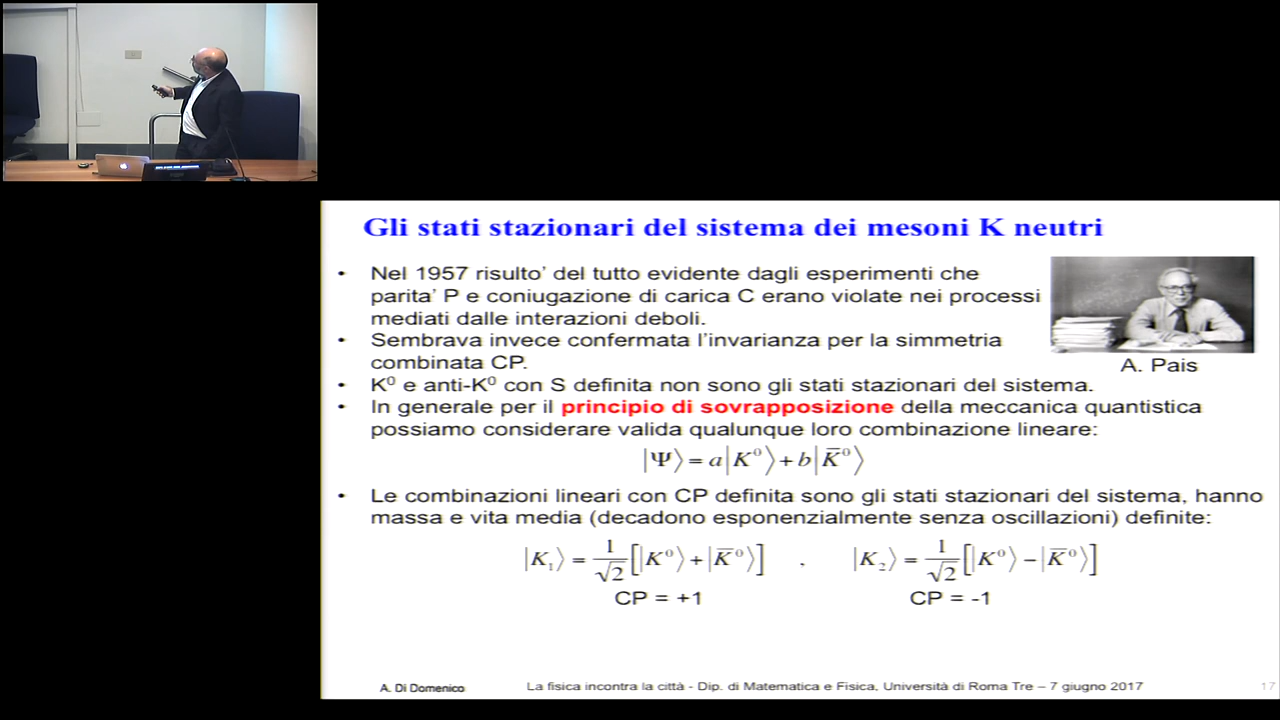 Gli stati stazionari del sistema dei mesoni K neutri
• Nel 1957 risulto' del tutto evidente dagli esperimenti che
parita' P e coniugazione di carica C erano violate nei processi
mediati dalle interazioni deboli.
• Sembrava invece confermata l'invarianza per la simmetria
combinata CP.
A. Pais
• K⁰ e anti-K⁰ con S definita non sono gli stati stazionari del sistema.
• In generale per il principio di sovrapposizione della meccanica quantistica
possiamo considerare valida qualunque loro combinazione lineare:
|Ψ⟩ = a|K⁰⟩ + b|K̅⁰⟩
• Le combinazioni lineari con CP definita sono gli stati stazionari del sistema, hanno
massa e vita media (decadono esponenzialmente senza oscillazioni) definite:
|K₁⟩ = 1/√2 [|K⁰⟩ + |K̅⁰⟩] , |K₂⟩ = 1/√2 [|K⁰⟩ − |K̅⁰⟩]
CP = +1 CP = -1
A. Di Domenico La fisica incontra la città - Dip. di Matematica e Fisica, Università di Roma Tre – 7 giugno 2017 17